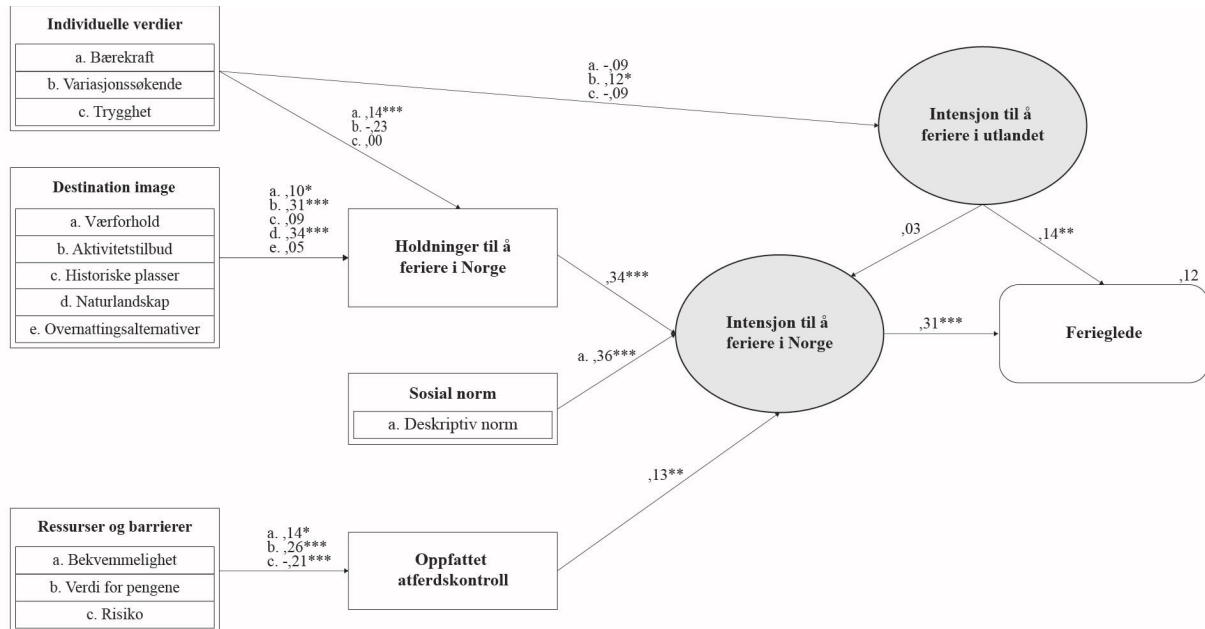 Individuelle verdier
a. Bærekraft
b. Variasjonssøkende
c. Trygghet
a. -,09
b. ,12*
c. -,09
Intensjon til å
feriere i utlandet
a. ,14***
b. -,23
c. ,00
Destination image
a. Værforhold
b. Aktivitetstilbud
c. Historiske plasser
d. Naturlandskap
e. Overnattingsalternativer
a. ,10*
b. ,31***
c. ,09
d. ,34***
e. ,05
Holdninger til å
feriere i Norge
,34***
,03
,14**
,12
Intensjon til å
feriere i Norge
,31***
Ferieglede
a. ,36***
Sosial norm
a. Deskriptiv norm
,13**
Ressurser og barrierer
a. Bekvemmelighet
b. Verdi for pengene
c. Risiko
a. ,14*
b. ,26***
c. -,21***
Oppfattet
atferdskontroll